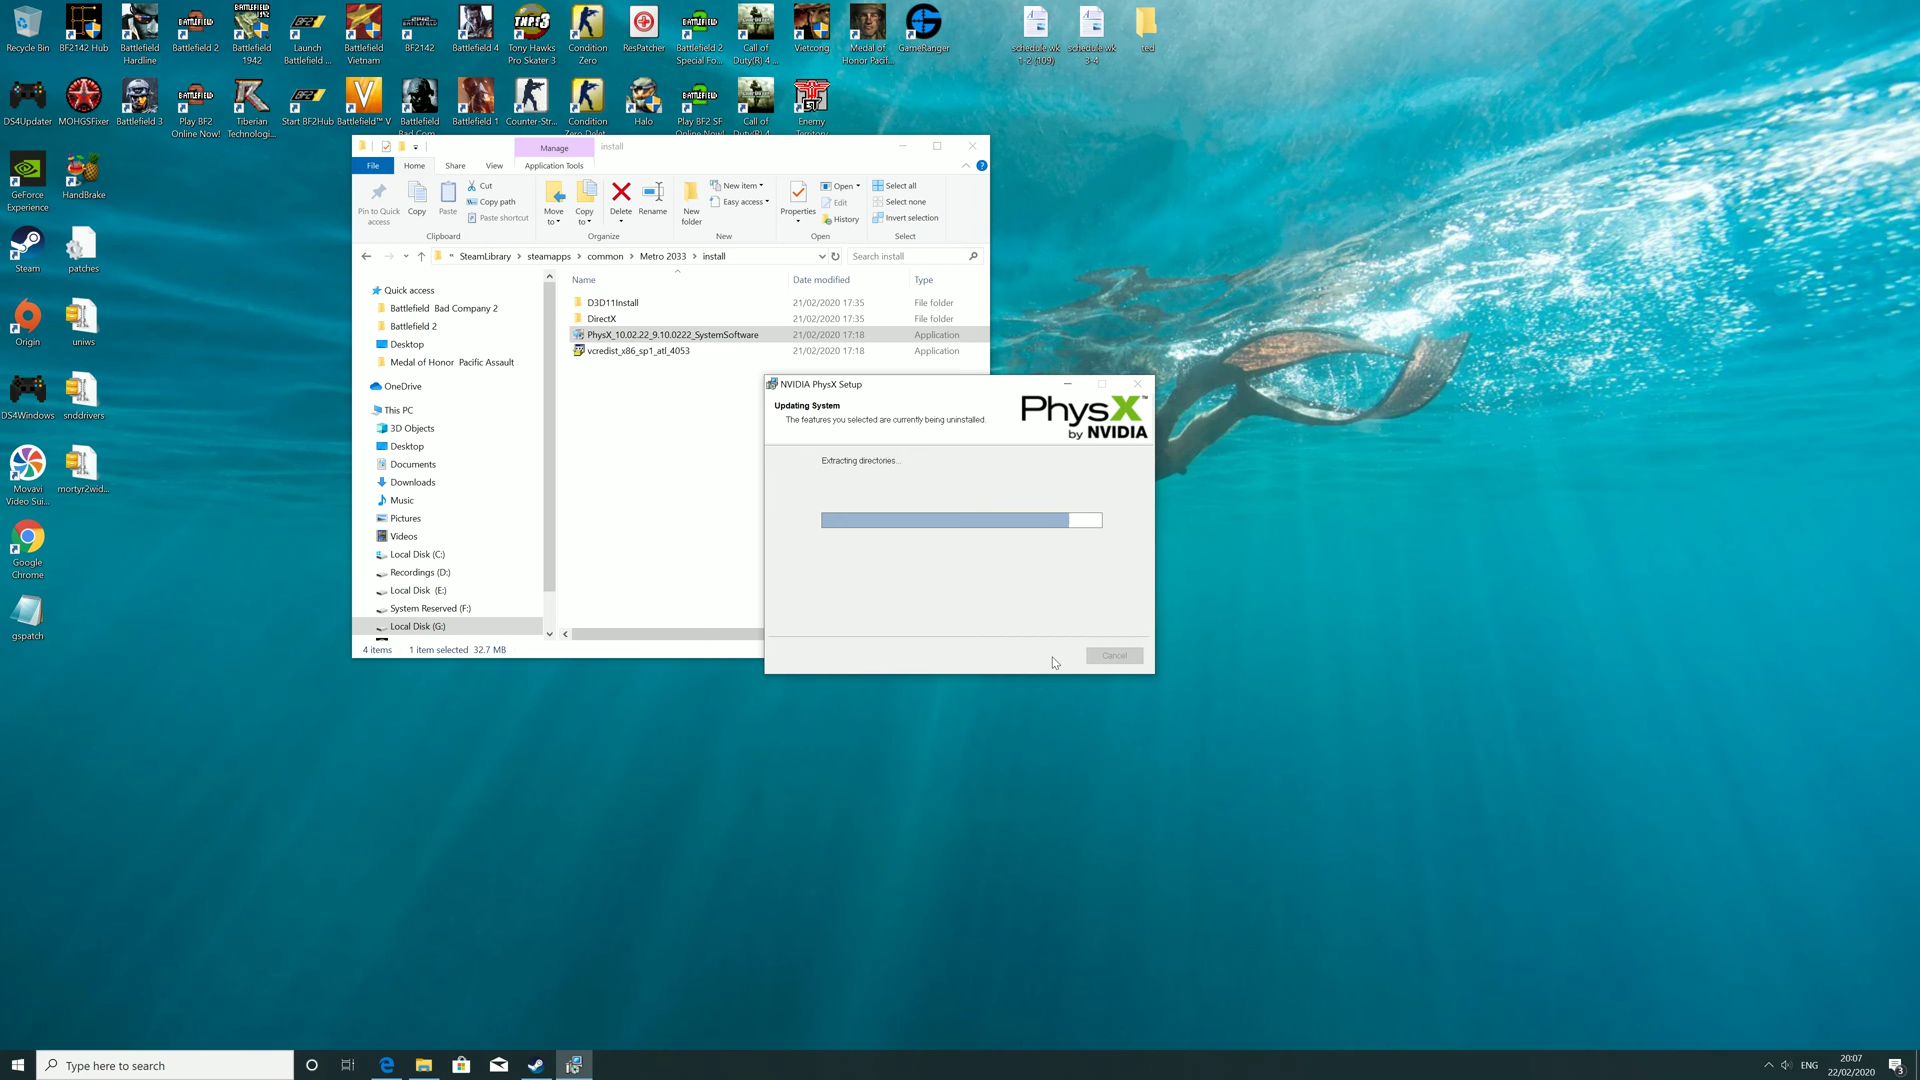 Recycle Bin
BF2142 Hub
Battlefield
Hardline
Battlefield 2
Battlefield
1942
Launch
Battlefield ...
Battlefield
Vietnam
BF2142
Battlefield 4
Tony Hawks
Pro Skater 3
Condition
Zero
ResPatcher
Battlefield 2
Special Fo...
Call of
Duty(R) 4 ...
Vietcong
Medal of
Honor Pacif...
GameRanger
schedule wk
1-2 (109)
schedule wk
3-4
ted
DS4Updater
MOHGSFixer
Battlefield 3
Play BF2
Online Now!
Tiberian
Technologi...
Start BF2Hub
Battlefield™ V
Battlefield
Bad Com...
Battlefield 1
Counter-Str...
Condition
Zero Delet...
Halo
Play BF2 SF
Online Now!
Call of
Duty(R) 4 ...
Enemy
Territory
GeForce
Experience
HandBrake
Steam
patches
Origin
uniws
DS4Windows
snddrivers
Movavi
Video Sui...
mortyr2wid...
Google
Chrome
gspatch
Manage
install
File
Home
Share
View
Application Tools
Pin to Quick
access
Copy
Paste
Cut
Copy path
Paste shortcut
Clipboard
Move
to
Copy
to
Delete
Rename
Organize
New
folder
New item
Easy access
New
Properties
Open
Edit
History
Open
Select all
Select none
Invert selection
Select
« SteamLibrary > steamapps > common > Metro 2033 > install
Search install
Name
Date modified
Type
Quick access
Battlefield Bad Company 2
Battlefield 2
Desktop
Medal of Honor Pacific Assault
OneDrive
This PC
3D Objects
Desktop
Documents
Downloads
Music
Pictures
Videos
Local Disk (C:)
Recordings (D:)
Local Disk (E:)
System Reserved (F:)
Local Disk (G:)
D3D11Install 21/02/2020 17:35 File folder
DirectX 21/02/2020 17:35 File folder
PhysX_10.02.22_9.10.0222_SystemSoftware 21/02/2020 17:18 Application
vcredist_x86_sp1_atl_4053 21/02/2020 17:18 Application
4 items 1 item selected 32.7 MB
NVIDIA PhysX Setup
Updating System
The features you selected are currently being uninstalled.
PhysX™
by NVIDIA
Extracting directories...
Cancel
Type here to search
ENG
20:07
22/02/2020
3